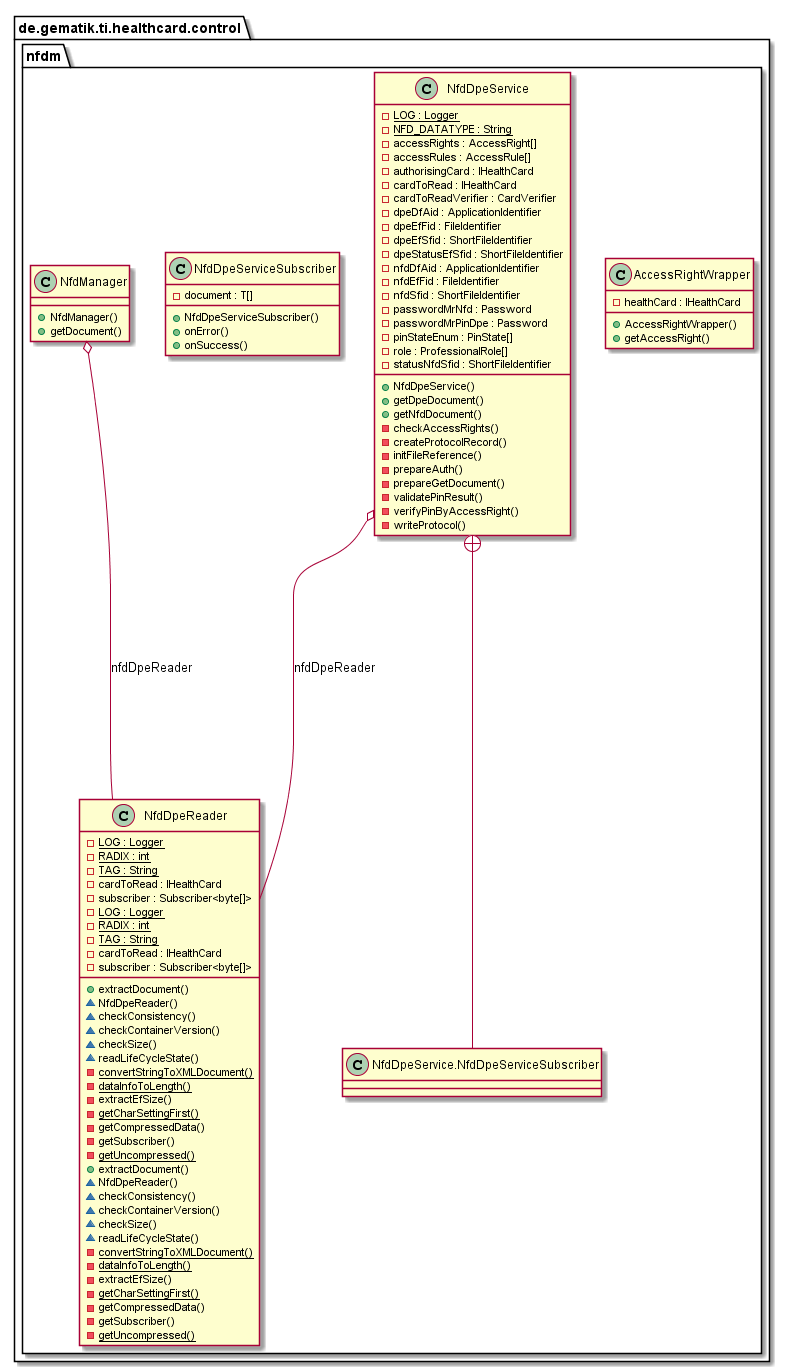 de.gematik.ti.healthcard.control
nfdm
C NfdDpeService
LOG : Logger
NFD_DATATYPE : String
accessRights : AccessRight[]
accessRules : AccessRule[]
authorisingCard : IHealthCard
cardToRead : IHealthCard
cardToReadVerifier : CardVerifier
dpeDfAid : ApplicationIdentifier
dpeEfFid : FileIdentifier
dpeEfSfid : ShortFileIdentifier
dpeStatusEfSfid : ShortFileIdentifier
nfdDfAid : ApplicationIdentifier
nfdEfFid : FileIdentifier
nfdSfid : ShortFileIdentifier
passwordMrNfd : Password
passwordMrPinDpe : Password
pinStateEnum : PinState[]
role : ProfessionalRole[]
statusNfdSfid : ShortFileIdentifier
NfdDpeService()
getDpeDocument()
getNfdDocument()
checkAccessRights()
createProtocolRecord()
initFileReference()
prepareAuth()
prepareGetDocument()
validatePinResult()
verifyPinByAccessRight()
writeProtocol()
C NfdManager
NfdManager()
getDocument()
C NfdDpeServiceSubscriber
document : T[]
NfdDpeServiceSubscriber()
onError()
onSuccess()
C AccessRightWrapper
healthCard : IHealthCard
AccessRightWrapper()
getAccessRight()
nfdDpeReader
nfdDpeReader
C NfdDpeReader
LOG : Logger
RADIX : int
TAG : String
cardToRead : IHealthCard
subscriber : Subscriber<byte[]>
LOG : Logger
RADIX : int
TAG : String
cardToRead : IHealthCard
subscriber : Subscriber<byte[]>
extractDocument()
NfdDpeReader()
checkConsistency()
checkContainerVersion()
checkSize()
readLifeCycleState()
convertStringToXMLDocument()
dataInfoToLength()
extractEfSize()
getCharSettingFirst()
getCompressedData()
getSubscriber()
getUncompressed()
extractDocument()
NfdDpeReader()
checkConsistency()
checkContainerVersion()
checkSize()
readLifeCycleState()
convertStringToXMLDocument()
dataInfoToLength()
extractEfSize()
getCharSettingFirst()
getCompressedData()
getSubscriber()
getUncompressed()
C NfdDpeService.NfdDpeServiceSubscriber